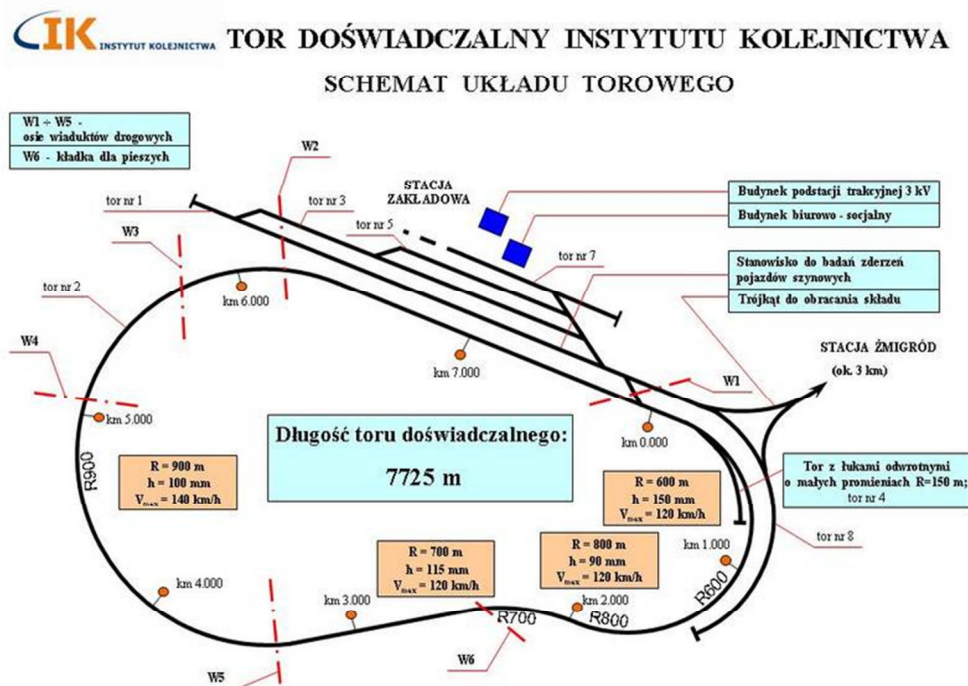 IK INSTYTUT KOLEJNICTWA
TOR DOŚWIADCZALNY INSTYTUTU KOLEJNICTWA
SCHEMAT UKŁADU TOROWEGO
W1 ÷ W5 -
osie wiaduktów drogowych
W6 - kładka dla pieszych
W2
STACJA
ZAKŁADOWA
Budynek podstacji trakcyjnej 3 kV
Budynek biurowo - socjalny
tor nr 1
tor nr 3
tor nr 5
tor nr 7
W3
Stanowisko do badań zderzeń
pojazdów szynowych
Trójkąt do obracania składu
tor nr 2
km 6.000
W4
km 7.000
W1
STACJA ŻMIGRÓD
(ok. 3 km)
km 5.000
km 0.000
Długość toru doświadczalnego:
7725 m
R900
R = 900 m
h = 100 mm
Vmax = 140 km/h
R = 600 m
h = 150 mm
Vmax = 120 km/h
Tor z łukami odwrotnymi
o małych promieniach R=150 m;
tor nr 4
tor nr 8
R = 700 m
h = 115 mm
Vmax = 120 km/h
R = 800 m
h = 90 mm
Vmax = 120 km/h
km 1.000
R600
km 4.000
km 3.000
km 2.000
R700
R800
W5
W6